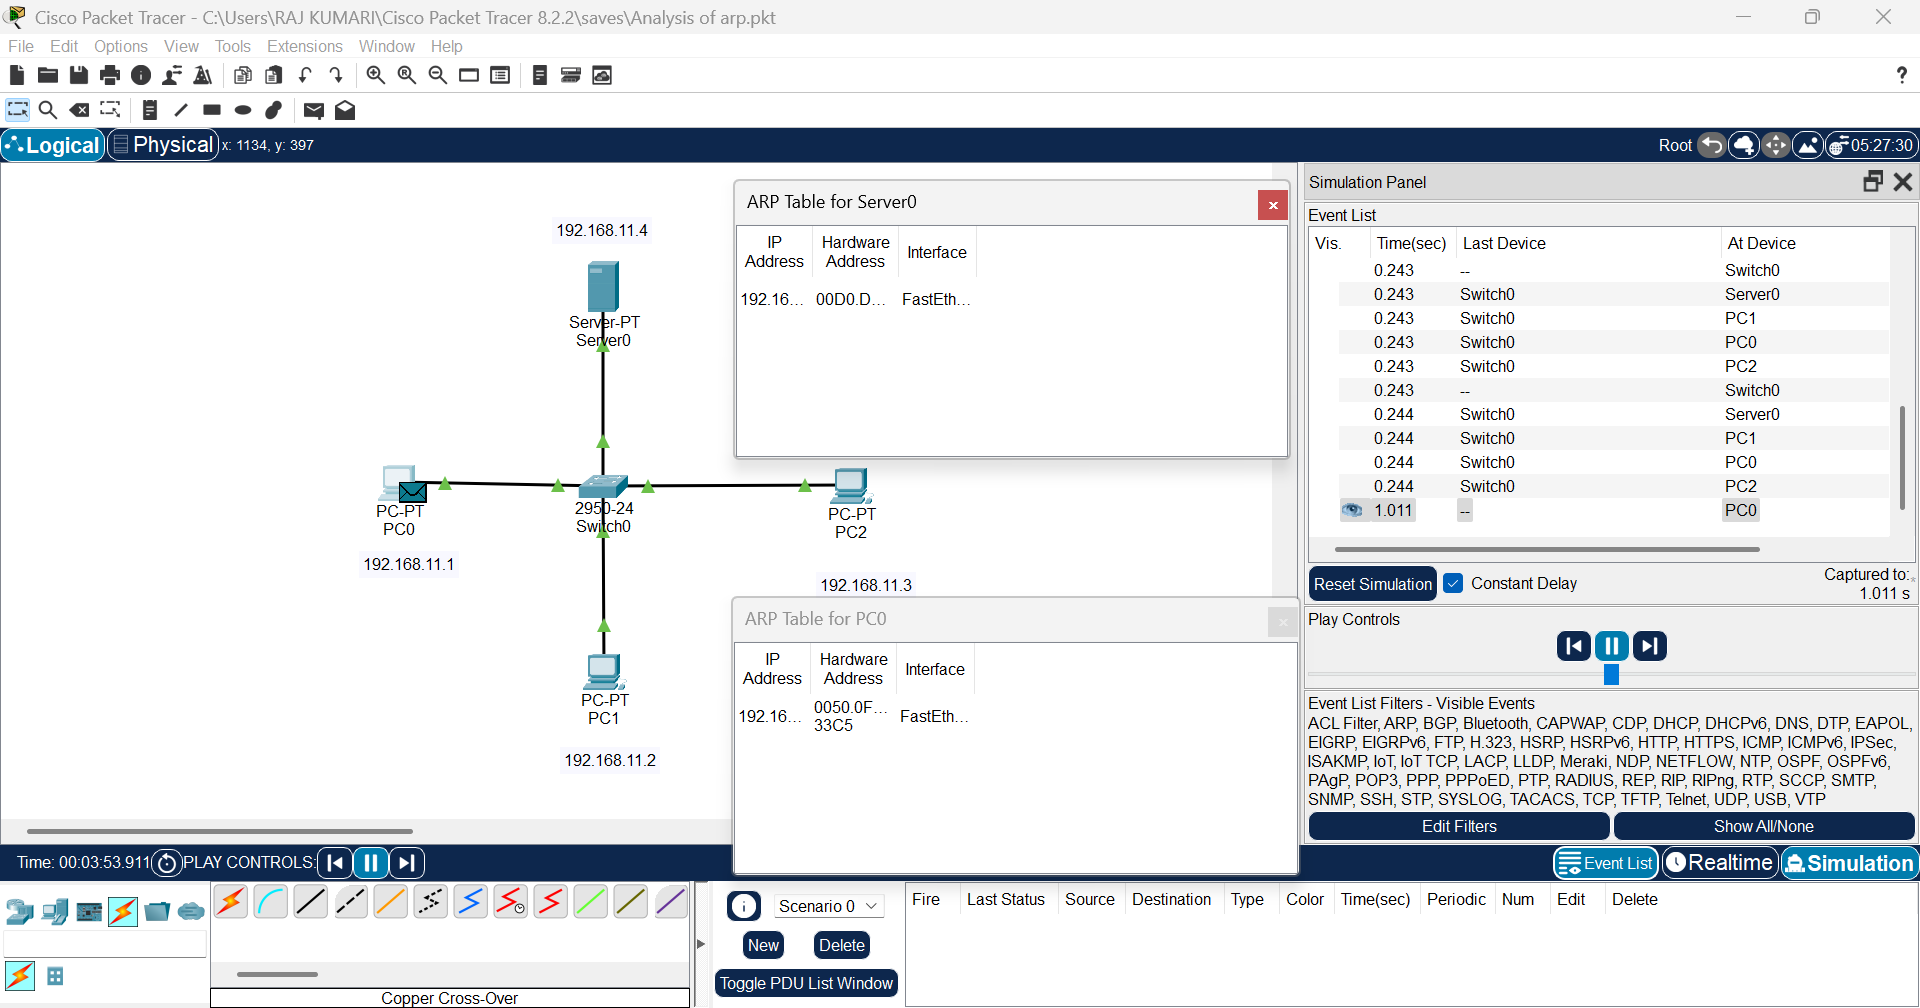 Cisco Packet Tracer - C:\Users\RAJ KUMARI\Cisco Packet Tracer 8.2.2\saves\Analysis of arp.pkt
File Edit Options View Tools Extensions Window Help
Logical Physical x: 1134, y: 397
Root 05:27:30
192.168.11.4
Server-PT
Server0
PC-PT
PC0
192.168.11.1
2950-24
Switch0
PC-PT
PC2
192.168.11.3
PC-PT
PC1
192.168.11.2
ARP Table for Server0
IP Address Hardware Address Interface
192.16... 00D0.D... FastEth...
ARP Table for PC0
IP Address Hardware Address Interface
192.16... 0050.0F... 33C5 FastEth...
Simulation Panel
Event List
Vis. Time(sec) Last Device At Device
0.243 -- Switch0
0.243 Switch0 Server0
0.243 Switch0 PC1
0.243 Switch0 PC0
0.243 Switch0 PC2
0.243 -- Switch0
0.244 Switch0 Server0
0.244 Switch0 PC1
0.244 Switch0 PC0
0.244 Switch0 PC2
1.011 -- PC0
Reset Simulation Constant Delay
Captured to:
1.011 s
Play Controls
Event List Filters - Visible Events
ACL Filter, ARP, BGP, Bluetooth, CAPWAP, CDP, DHCP, DHCPv6, DNS, DTP, EAPOL,
EIGRP, EIGRPv6, FTP, H.323, HSRP, HSRPv6, HTTP, HTTPS, ICMP, ICMPv6, IPSec,
ISAKMP, IoT, IoT TCP, LACP, LLDP, Meraki, NDP, NETFLOW, NTP, OSPF, OSPFv6,
PAgP, POP3, PPP, PPPoED, PTP, RADIUS, REP, RIP, RIPng, RTP, SCCP, SMTP,
SNMP, SSH, STP, SYSLOG, TACACS, TCP, TFTP, Telnet, UDP, USB, VTP
Edit Filters Show All/None
Time: 00:03:53.911 PLAY CONTROLS:
Event List Realtime Simulation
Copper Cross-Over
Scenario 0
New Delete
Toggle PDU List Window
Fire Last Status Source Destination Type Color Time(sec) Periodic Num Edit Delete